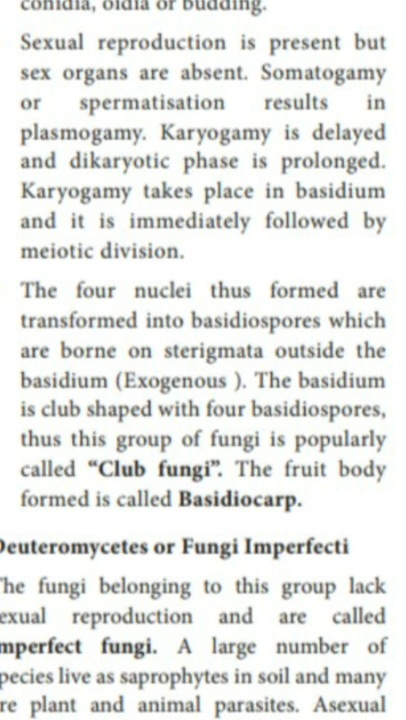 conidia, oidia or budding.
Sexual reproduction is present but
sex organs are absent. Somatogamy
or spermatisation results in
plasmogamy. Karyogamy is delayed
and dikaryotic phase is prolonged.
Karyogamy takes place in basidium
and it is immediately followed by
meiotic division.
The four nuclei thus formed are
transformed into basidiospores which
are borne on sterigmata outside the
basidium (Exogenous ). The basidium
is club shaped with four basidiospores,
thus this group of fungi is popularly
called “Club fungi”. The fruit body
formed is called Basidiocarp.
Deuteromycetes or Fungi Imperfecti
The fungi belonging to this group lack
exual reproduction and are called
mperfect fungi. A large number of
pecies live as saprophytes in soil and many
re plant and animal parasites. Asexual